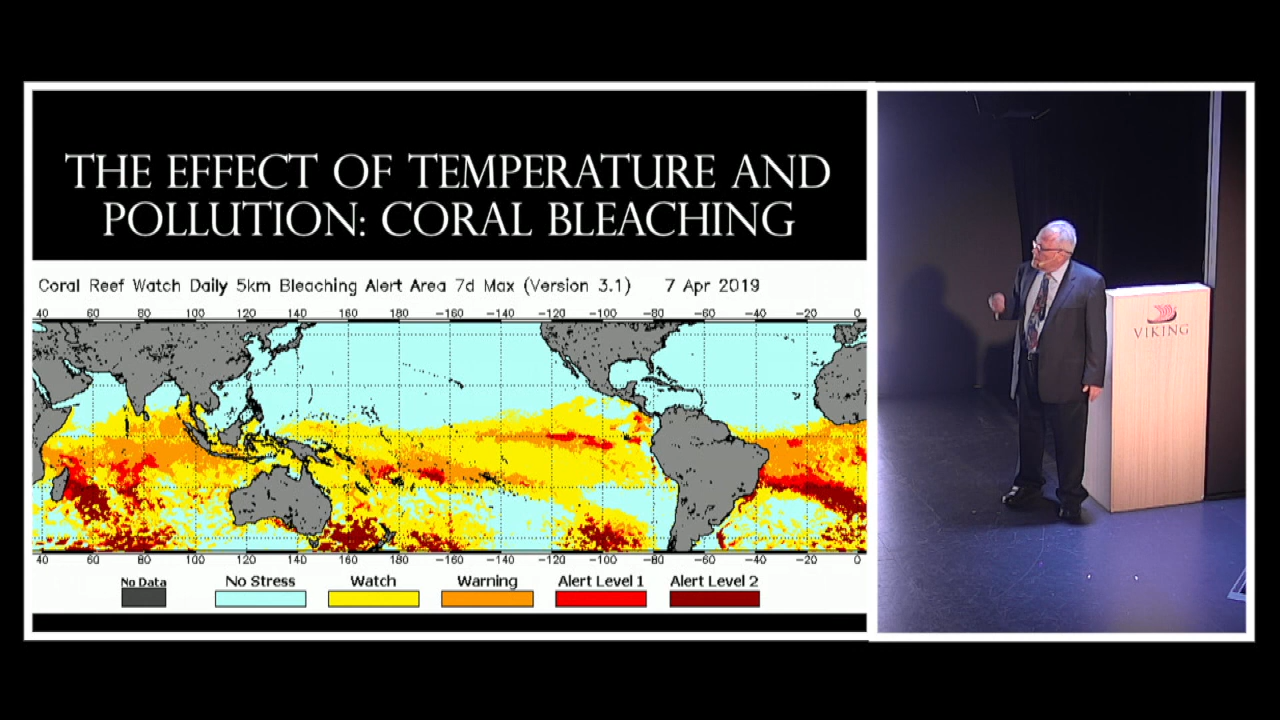 THE EFFECT OF TEMPERATURE AND
POLLUTION: CORAL BLEACHING
Coral Reef Watch Daily 5km Bleaching Alert Area 7d Max (Version 3.1) 7 Apr 2019
40 60 80 100 120 140 160 180 -160 -140 -120 -100 -80 -60 -40 -20 0
40 60 80 100 120 140 160 180 -160 -140 -120 -100 -80 -60 -40 -20 0
No Data No Stress Watch Warning Alert Level 1 Alert Level 2
VIKING